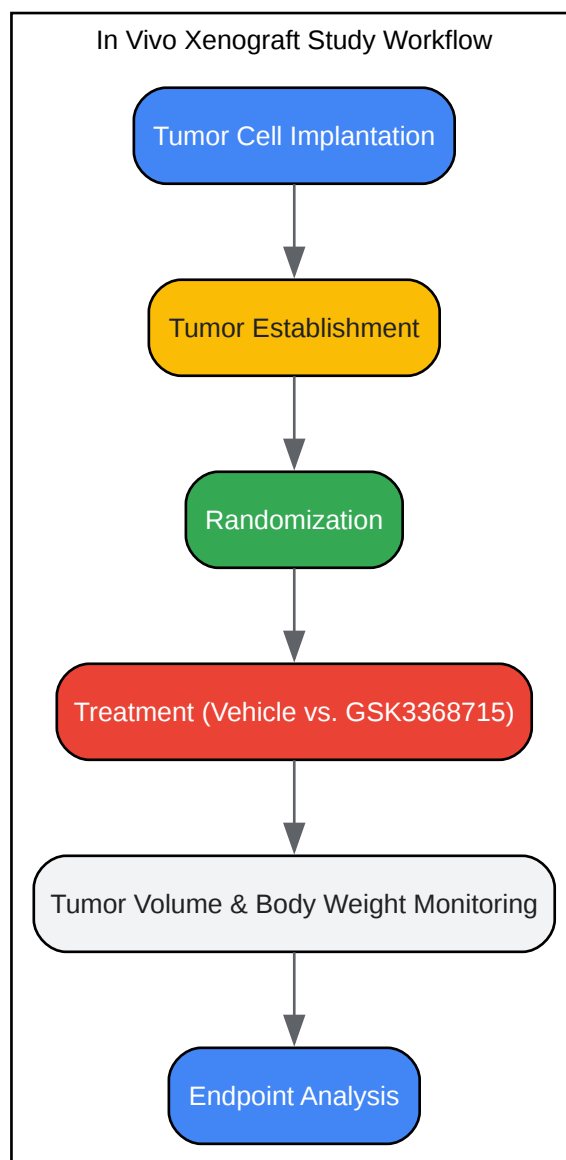 In Vivo Xenograft Study Workflow
Tumor Cell Implantation
Tumor Establishment
Randomization
Treatment (Vehicle vs. GSK3368715)
Tumor Volume & Body Weight Monitoring
Endpoint Analysis